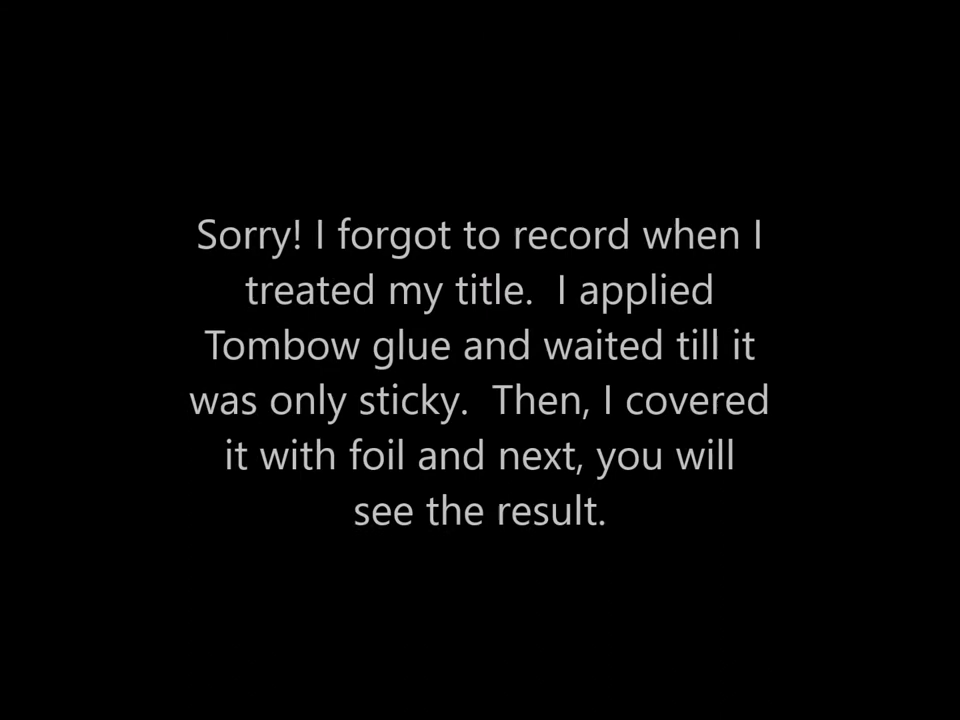 Sorry! I forgot to record when I
treated my title.  I applied
Tombow glue and waited till it
was only sticky.  Then, I covered
it with foil and next, you will
see the result.